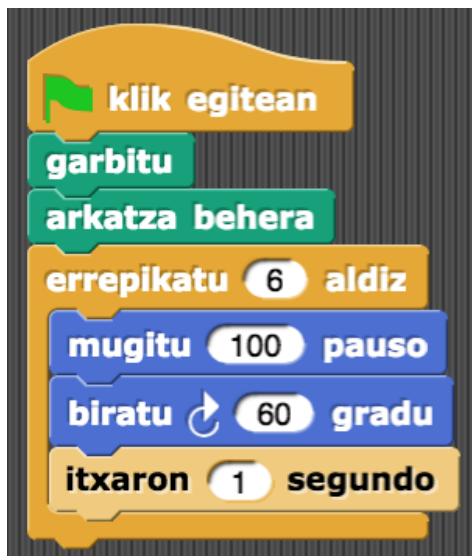 klik egitean
garbitu
arkatza behera
errepikatu 6 aldiz
mugitu 100 pauso
biratu 60 gradu
itxaron 1 segundo